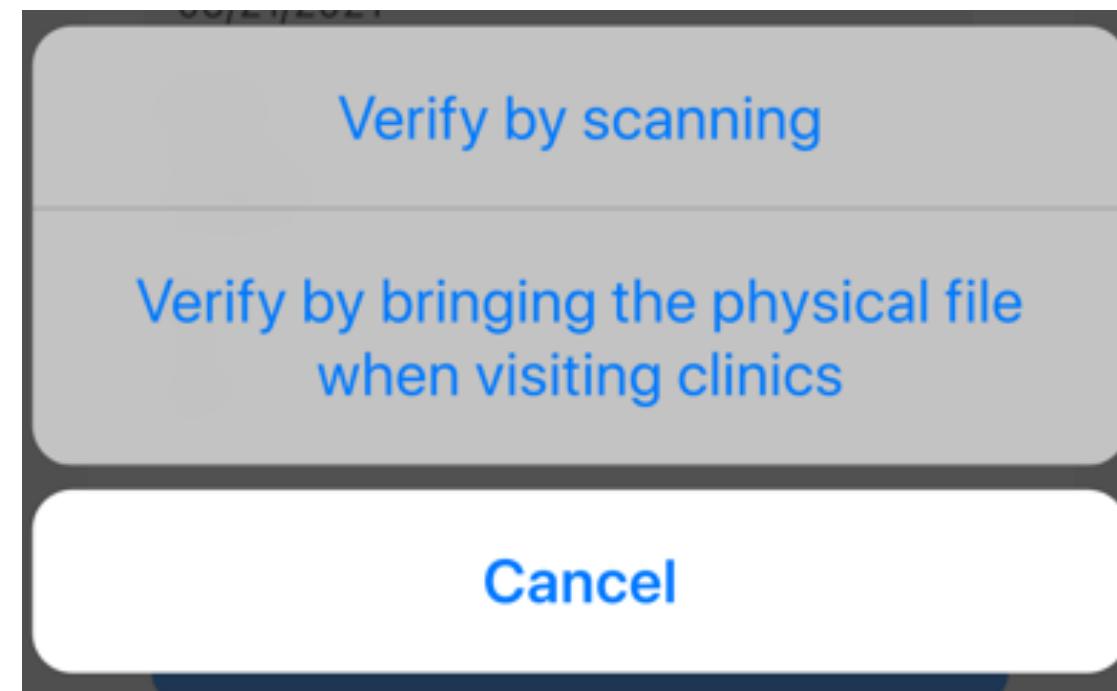 Verify by scanning
Verify by bringing the physical file
when visiting clinics
Cancel